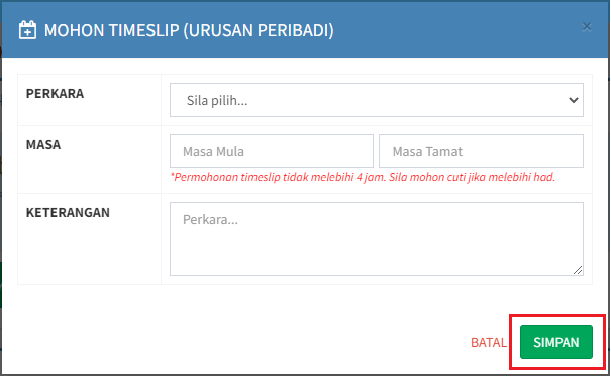 MOHON TIMESLIP (URUSAN PERIBADI)
×
PERKARA
Sila pilih...
MASA
Masa Mula
Masa Tamat
*Permohonan timeslip tidak melebihi 4 jam. Sila mohon cuti jika melebihi had.
KETERANGAN
Perkara...
BATAL
SIMPAN